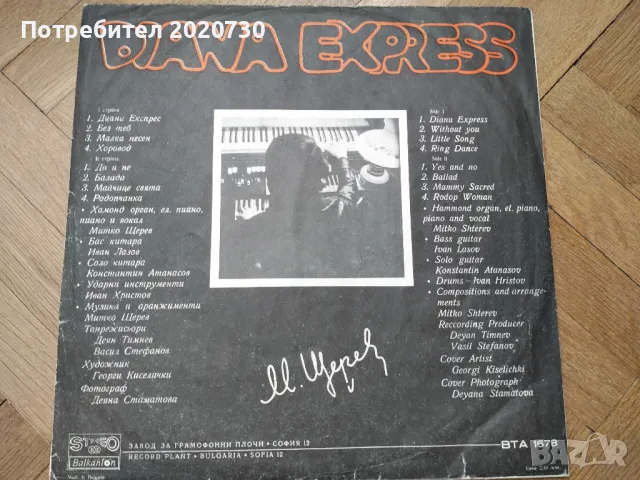 Потребител 2020730
DIANA EXPRESS
I страна
1. Диана Експрес
2. Без теб
3. Малка песен
4. Хоровод
II страна
1. Да и не
2. Балада
3. Майчице свята
4. Родопчанка
• Хамонд орган, ел. пиано,
пиано и вокал
Митко Щерев
• Бас китара
Иван Лазов
• Соло китара
Константин Атанасов
• Ударни инструменти
Иван Христов
• Музика и аранжименти
Митко Щерев
Тонрежисьори
Деян Тимнев
Васил Стефанов
Художник
Георги Киселички
Фотограф
Деяна Стаматова
Side I
1. Diana Express
2. Without you
3. Little Song
4. Ring Dance
Side II
1. Yes and no
2. Ballad
3. Mammy Sacred
4. Rodop Woman
• Hammond organ, el. piano,
piano and vocal
Mitko Shterev
• Bass guitar
Ivan Lasov
• Solo guitar
Konstantin Atanasov
• Drums - Ivan Hristov
• Compositions and arrange-
ments
Mitko Shterev
Reccording Producer
Deyan Timnev
Vasil Stefanov
Cover Artist
Georgi Kiselichki
Cover Photograph
Deyana Stamatova
М. Щерев
STEREO
Balkanton
Made in Bulgaria
ЗАВОД ЗА ГРАМОФОННИ ПЛОЧИ • СОФИЯ 12
RECORD PLANT • BULGARIA • SOFIA 12
ВТА 1678
BAZAR